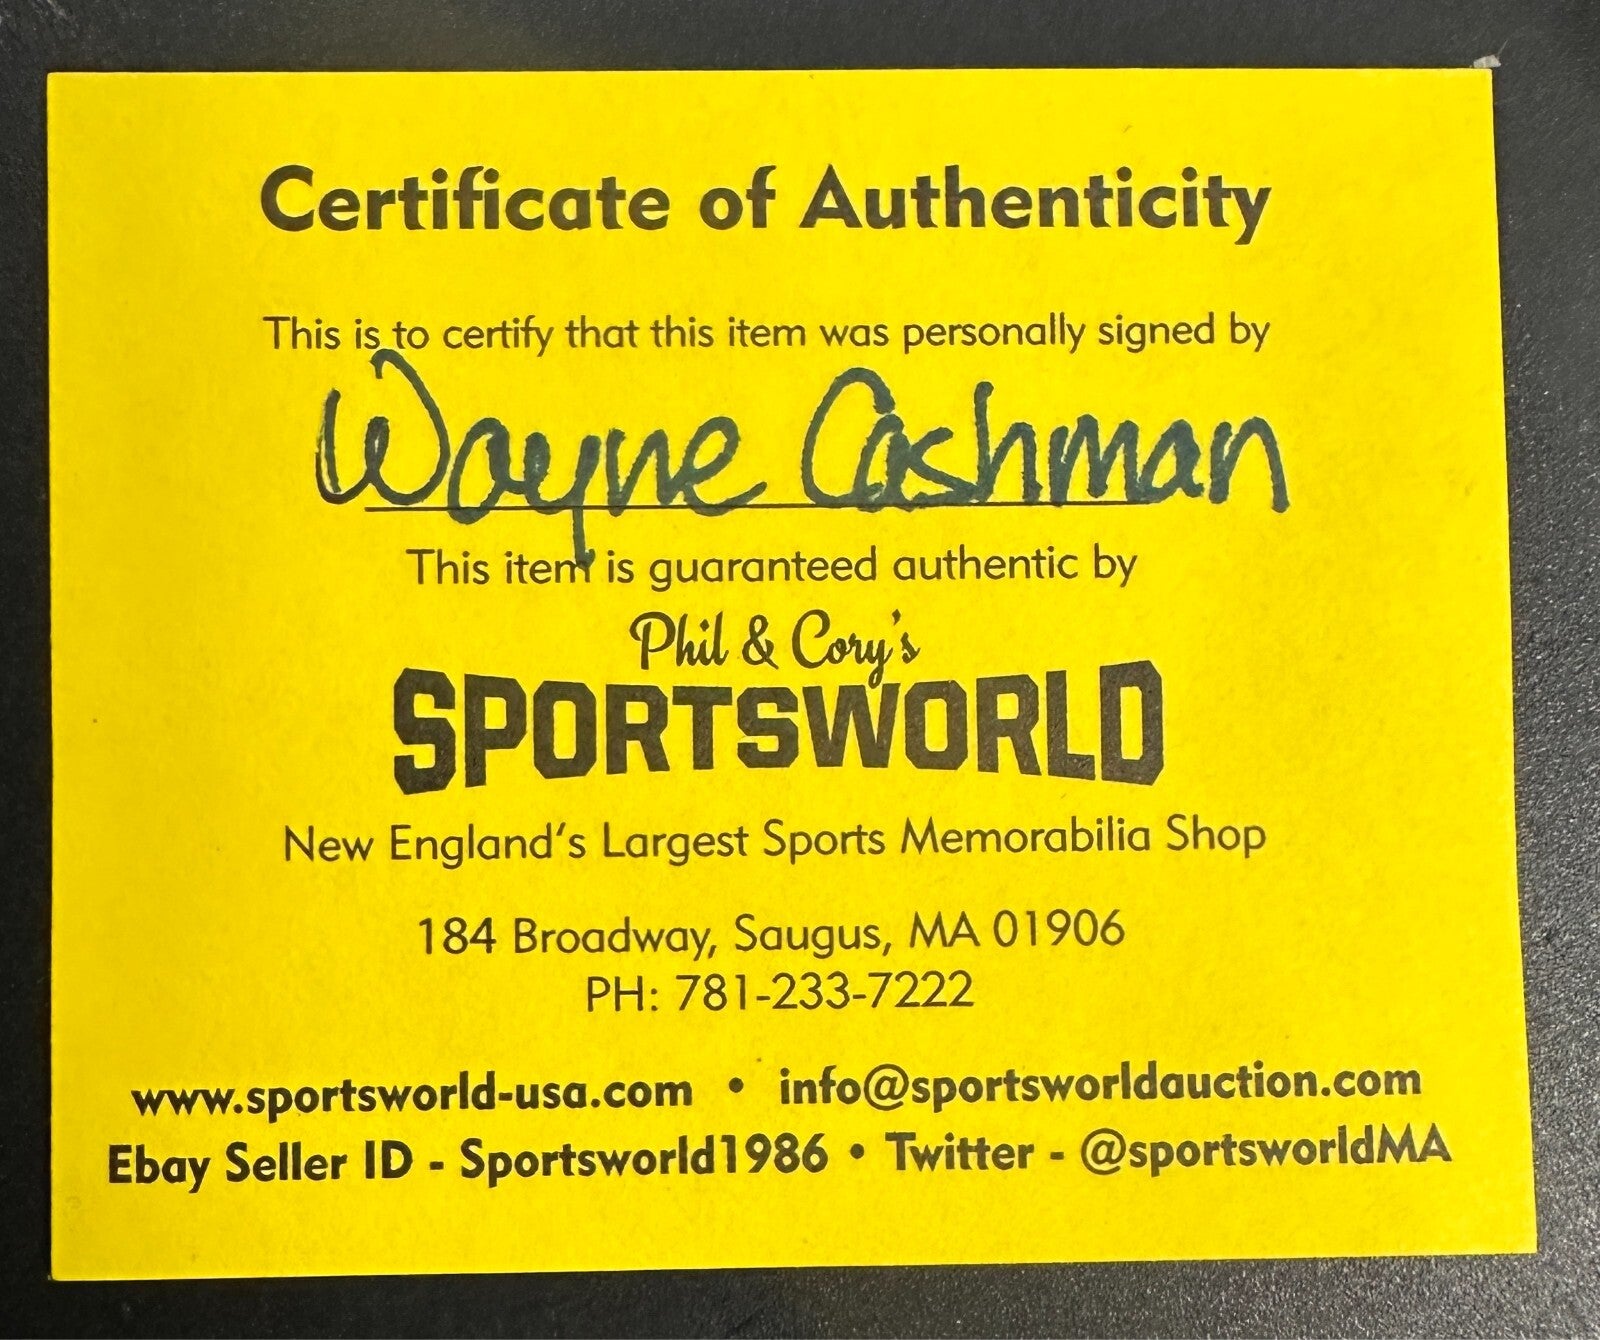 Certificate of Authenticity
This is to certify that this item was personally signed by
Wayne Cashman
This item is guaranteed authentic by
Phil & Cory's
SPORTSWORLD
New England's Largest Sports Memorabilia Shop
184 Broadway, Saugus, MA 01906
PH: 781-233-7222
www.sportsworld-usa.com • info@sportsworldauction.com
Ebay Seller ID - Sportsworld1986 • Twitter - @sportsworldMA